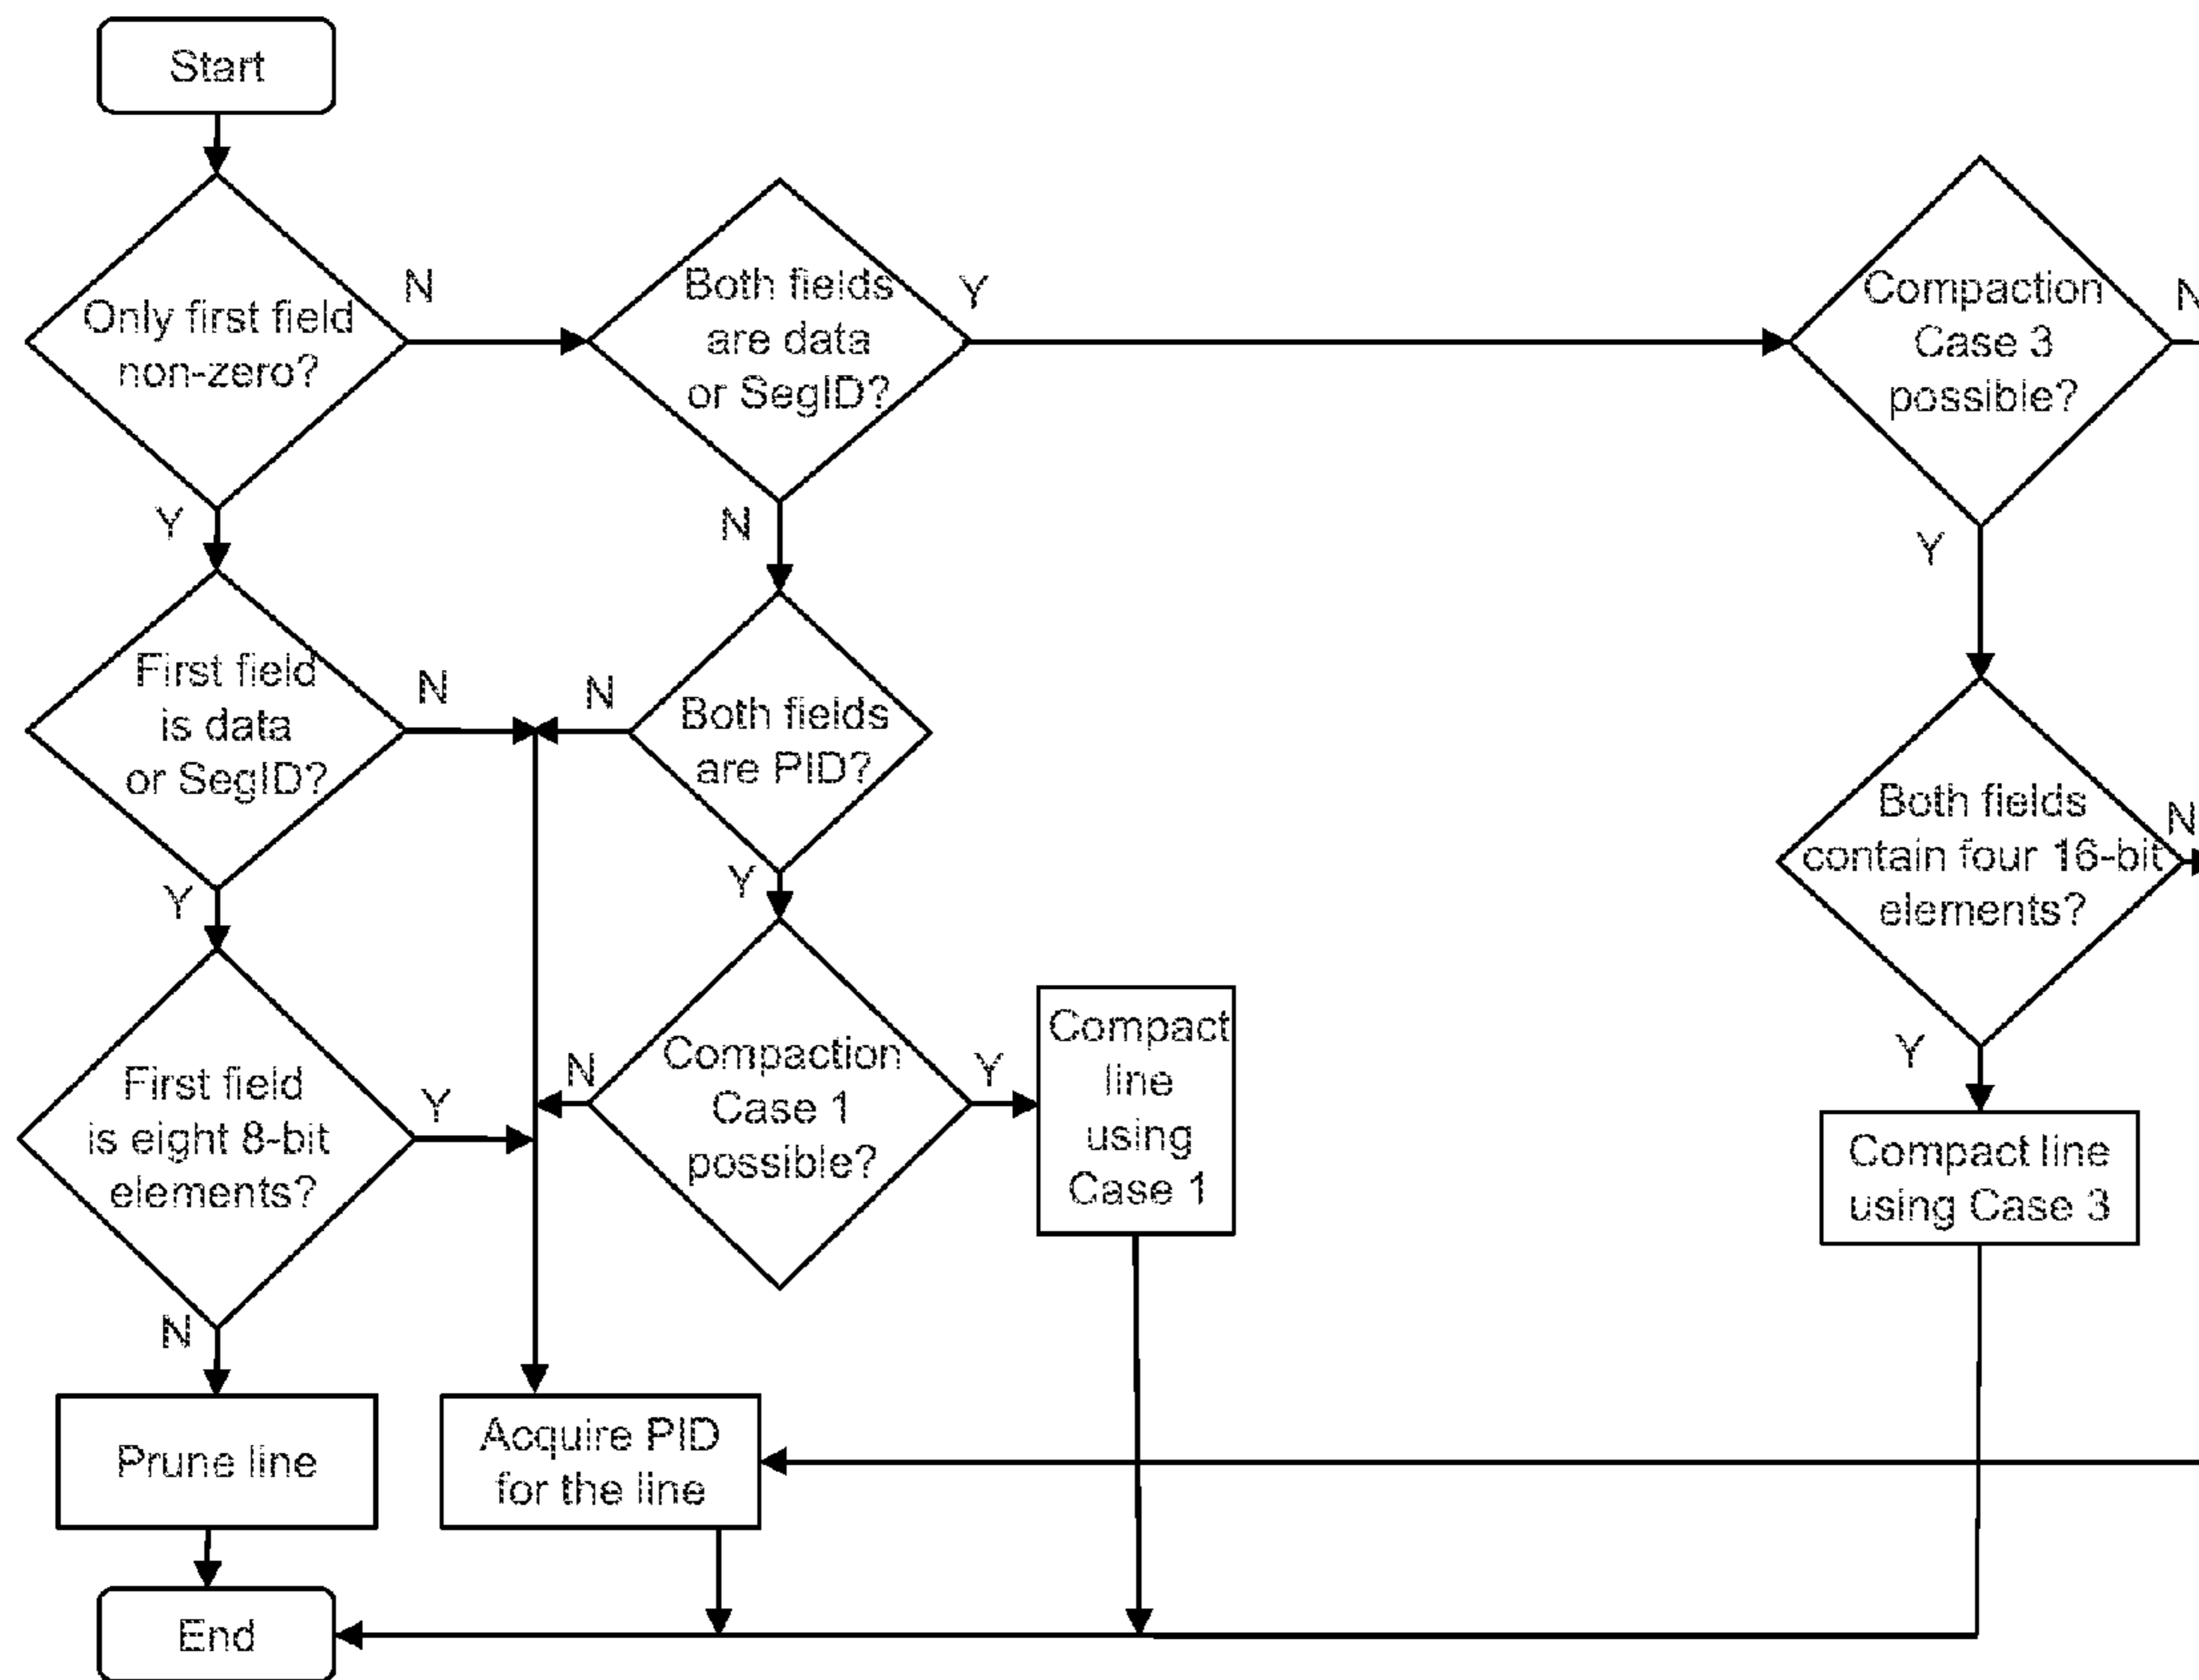 Start
Only first field
non-zero?
N
Y
Both fields
are data
or SegID?
Y
N
Compaction
Case 3
possible?
N
Y
First field
is data
or SegID?
N
Y
Both fields
are PID?
N
Y
Both fields
contain four 16-bit
elements?
N
Y
First field
is eight 8-bit
elements?
Y
N
Compaction
Case 1
possible?
N
Y
Compact
line
using
Case 1
Compact line
using Case 3
Prune line
Acquire PID
for the line
End